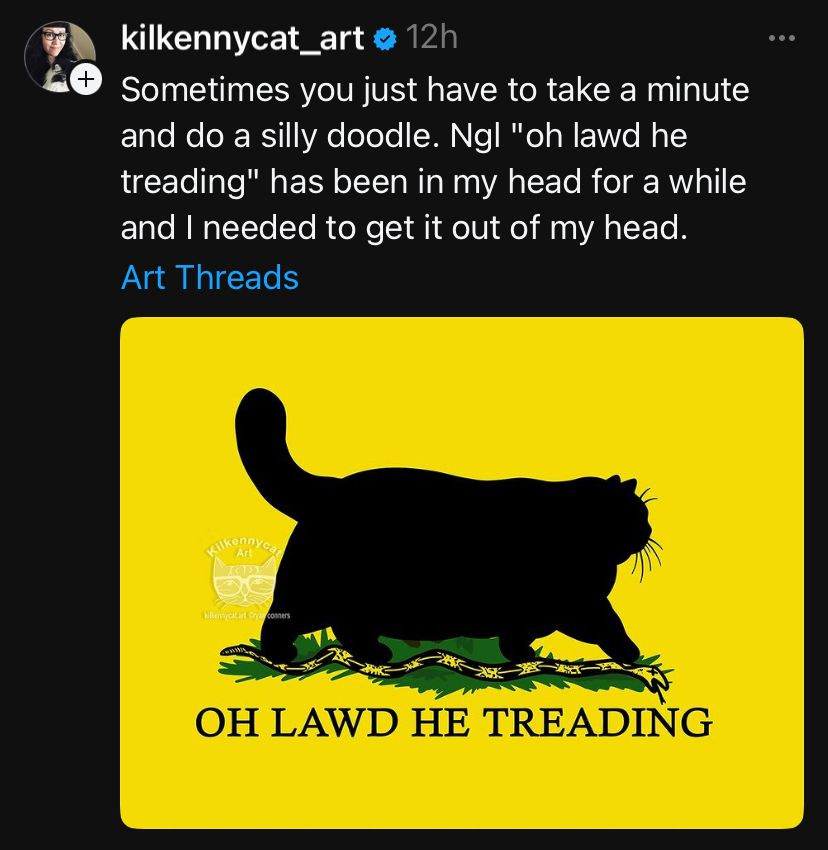 kilkennycat_art 12h
Sometimes you just have to take a minute
and do a silly doodle. Ngl "oh lawd he
treading" has been in my head for a while
and I needed to get it out of my head.
Art Threads
Kilkennycat
Art
kilkennycat.art ©ryan conners
OH LAWD HE TREADING